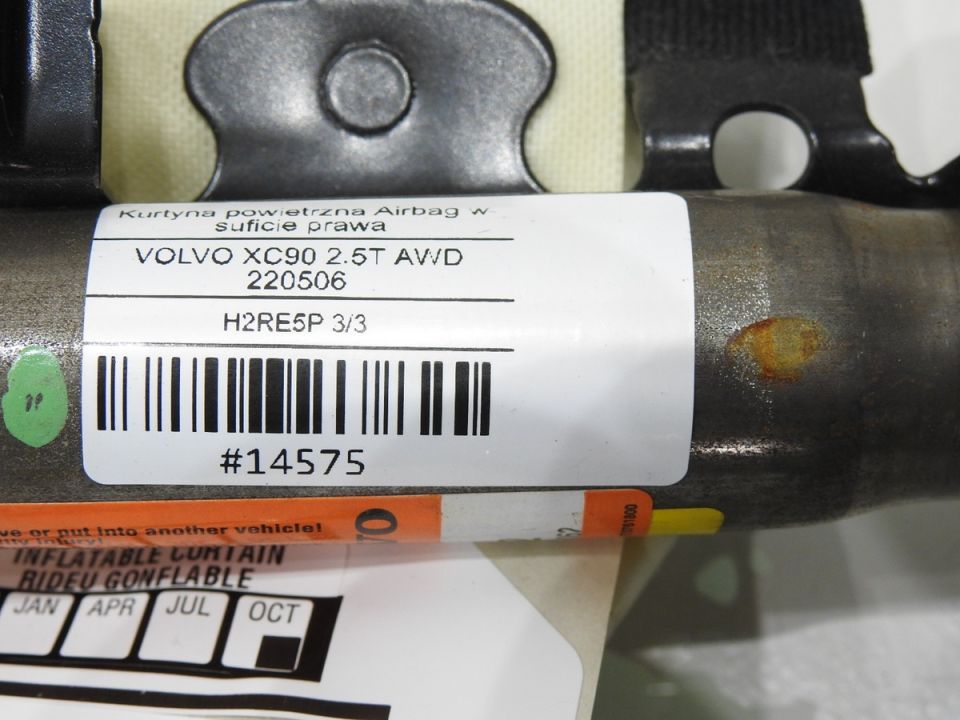 Kurtyna powietrzna Airbag w
suficie prawa
VOLVO XC90 2.5T AWD
220506
H2RE5P 3/3
#14575
ve or put into another vehicle!
injury!
INFLATABLE CURTAIN
RIDEU GONFLABLE
JAN APR JUL OCT